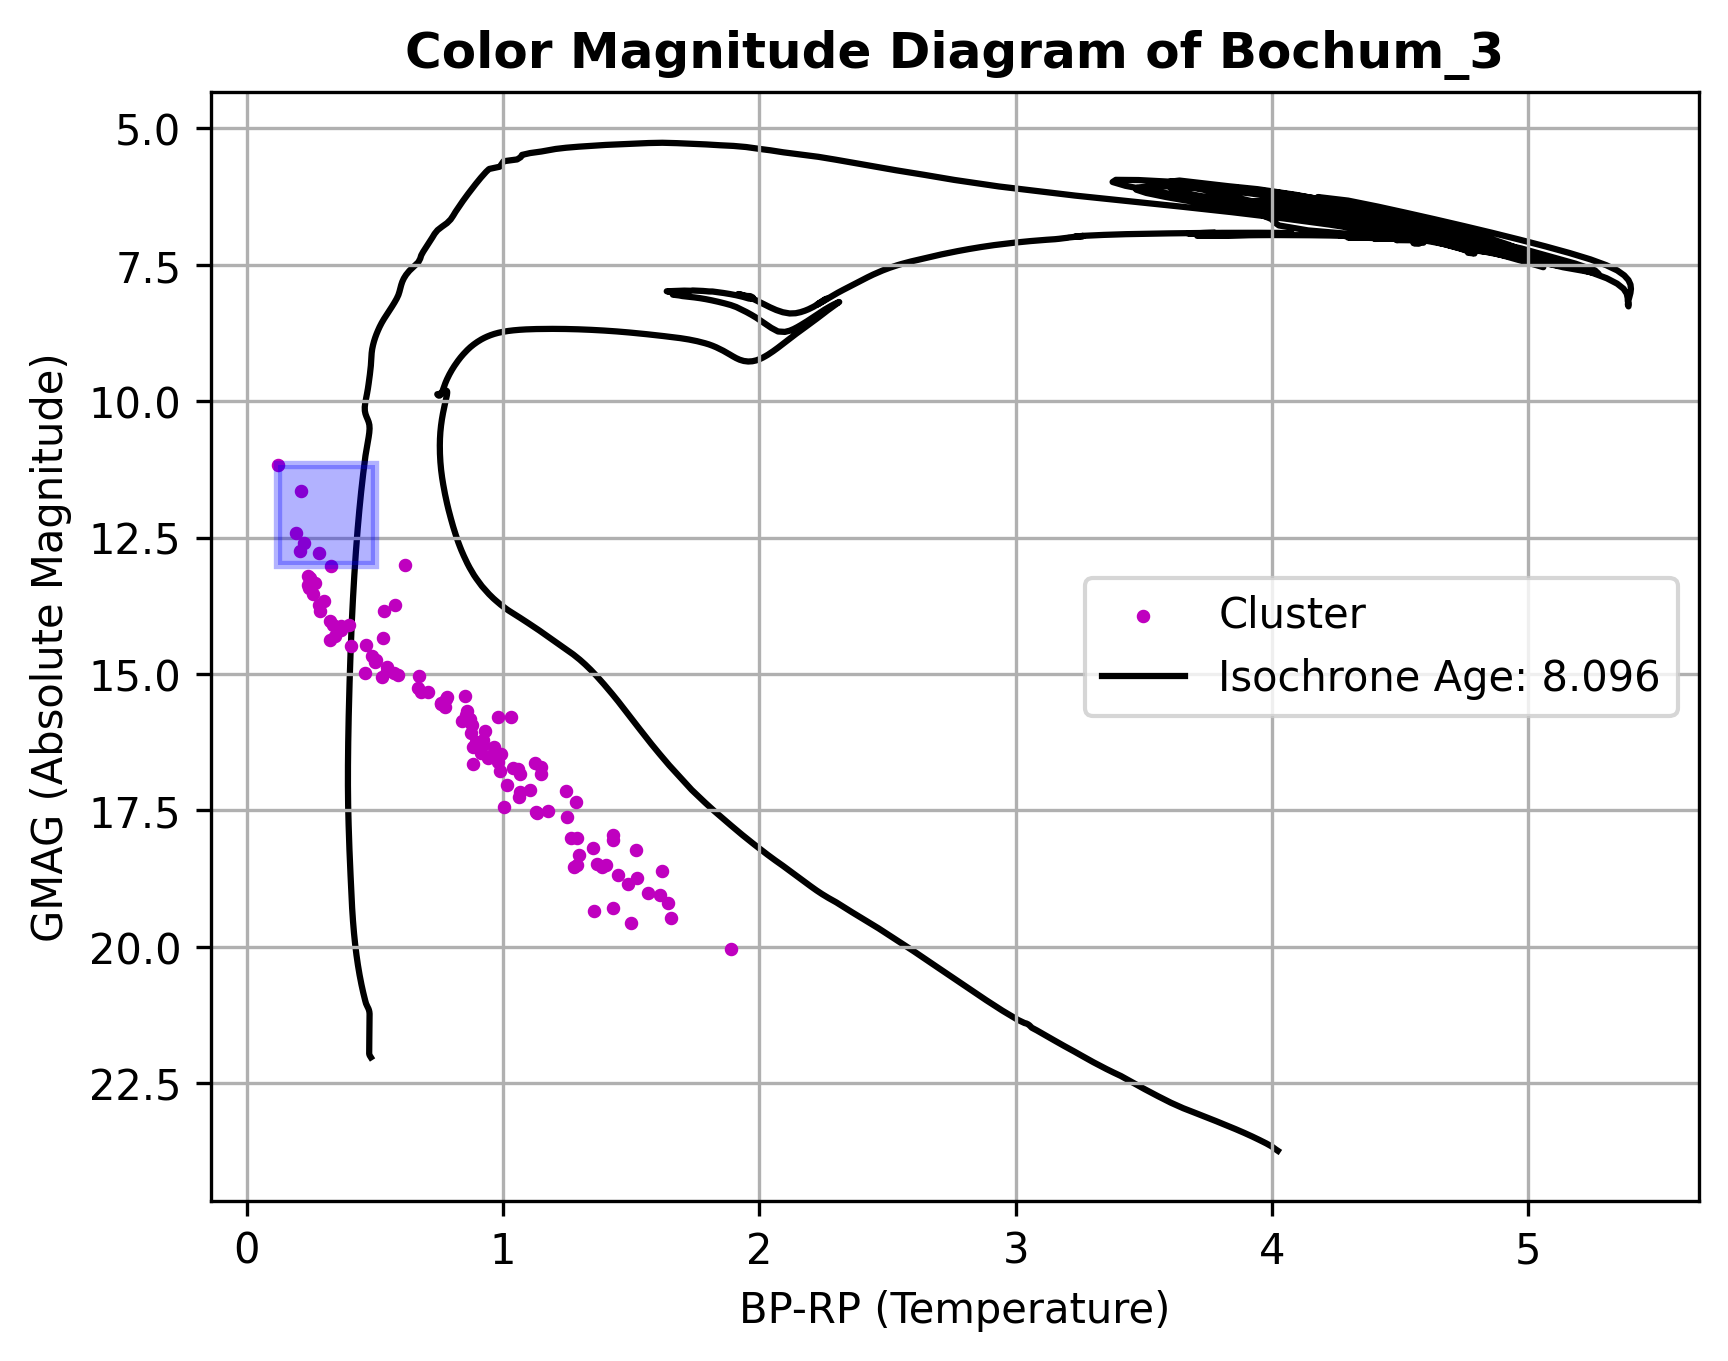 Color Magnitude Diagram of Bochum_3
GMAG (Absolute Magnitude)
5.0
7.5
10.0
12.5
15.0
17.5
20.0
22.5
Cluster
Isochrone Age: 8.096
0 1 2 3 4 5
BP-RP (Temperature)